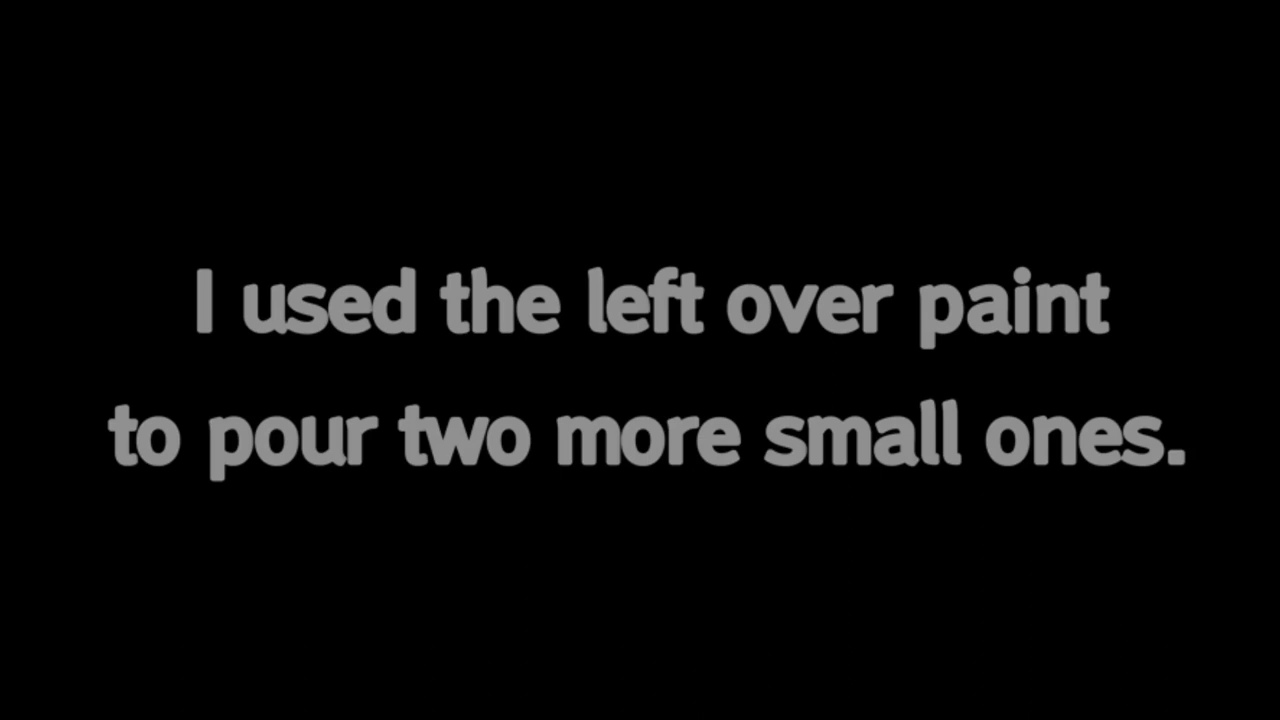 I used the left over paint
to pour two more small ones.